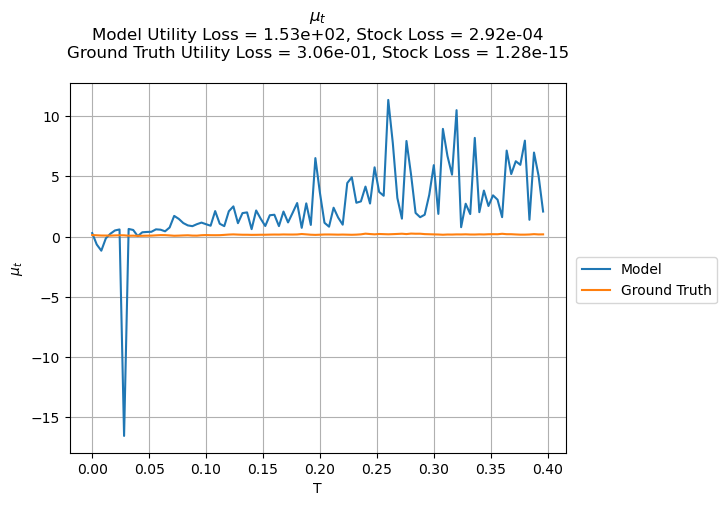 μt
Model Utility Loss = 1.53e+02, Stock Loss = 2.92e-04
Ground Truth Utility Loss = 3.06e-01, Stock Loss = 1.28e-15
10
5
0
−5
−10
−15
μt
0.00 0.05 0.10 0.15 0.20 0.25 0.30 0.35 0.40
T
Model
Ground Truth